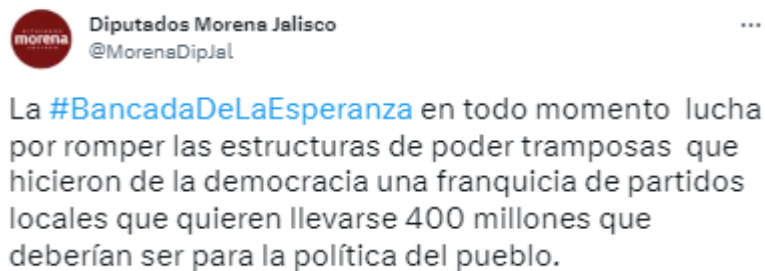 Diputados Morena Jalisco
morena
@MorenaDipJal
La #BancadaDeLaEsperanza en todo momento lucha
por romper las estructuras de poder tramposas que
hicieron de la democracia una franquicia de partidos
locales que quieren llevarse 400 millones que
deberían ser para la política del pueblo.